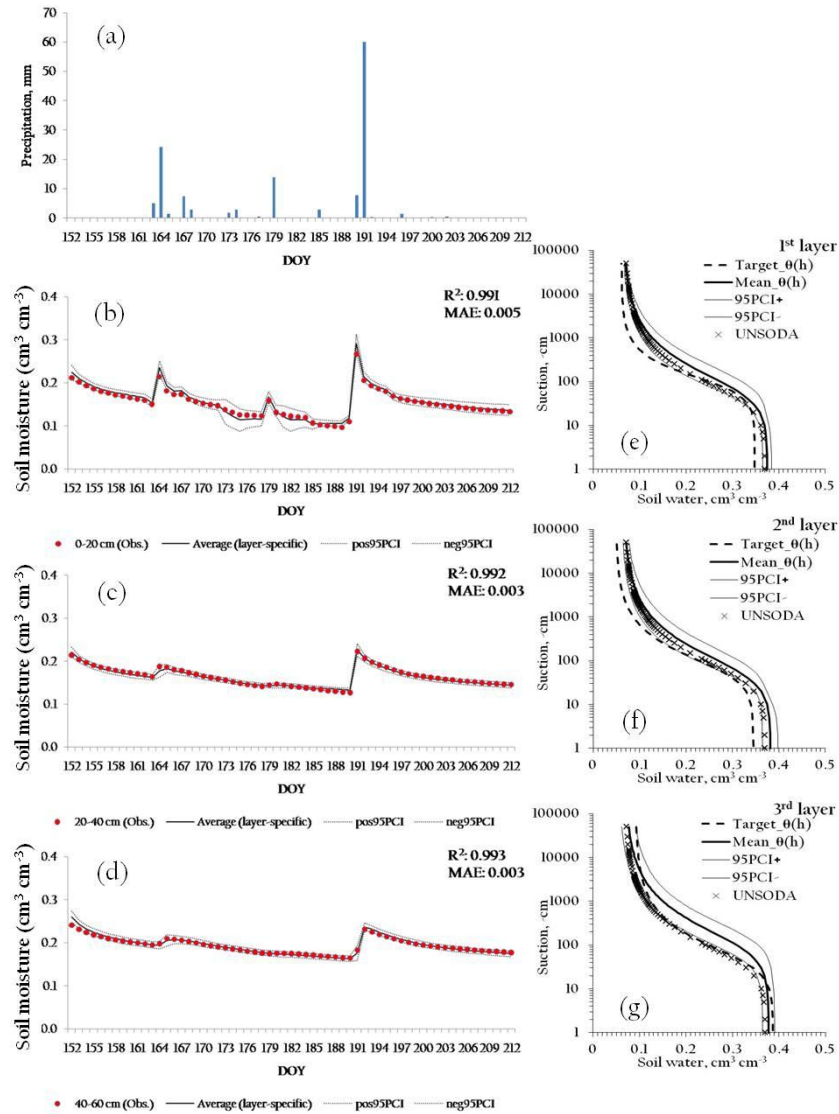 (a)
Precipitation, mm
70
60
50
40
30
20
10
0
152 155 158 161 164 167 170 173 176 179 182 185 188 191 194 197 200 203 206 209 212
DOY
(b)
R²: 0.991
MAE: 0.005
Soil moisture (cm³ cm⁻³)
0.4
0.3
0.2
0.1
0.0
152 155 158 161 164 167 170 173 176 179 182 185 188 191 194 197 200 203 206 209 212
DOY
0-20 cm (Obs.) Average (layer-specific) pos95PCI neg95PCI
(c)
R²: 0.992
MAE: 0.003
Soil moisture (cm³ cm⁻³)
0.4
0.3
0.2
0.1
0.0
152 155 158 161 164 167 170 173 176 179 182 185 188 191 194 197 200 203 206 209 212
DOY
20-40 cm (Obs.) Average (layer-specific) pos95PCI neg95PCI
(d)
R²: 0.993
MAE: 0.003
Soil moisture (cm³ cm⁻³)
0.4
0.3
0.2
0.1
0.0
152 155 158 161 164 167 170 173 176 179 182 185 188 191 194 197 200 203 206 209 212
DOY
40-60 cm (Obs.) Average (layer-specific) pos95PCI neg95PCI
1st layer
Target_θ(h)
Mean_θ(h)
95PCI+
95PCI-
UNSODA
Suction, -cm
100000
10000
1000
100
10
1
(e)
0 0.1 0.2 0.3 0.4 0.5
Soil water, cm³ cm⁻³
2nd layer
Target_θ(h)
Mean_θ(h)
95PCI+
95PCI-
UNSODA
Suction, -cm
100000
10000
1000
100
10
1
(f)
0 0.1 0.2 0.3 0.4 0.5
Soil water, cm³ cm⁻³
3rd layer
Target_θ(h)
Mean_θ(h)
95PCI+
95PCI-
UNSODA
Suction, -cm
100000
10000
1000
100
10
1
(g)
0 0.1 0.2 0.3 0.4 0.5
Soil water, cm³ cm⁻³